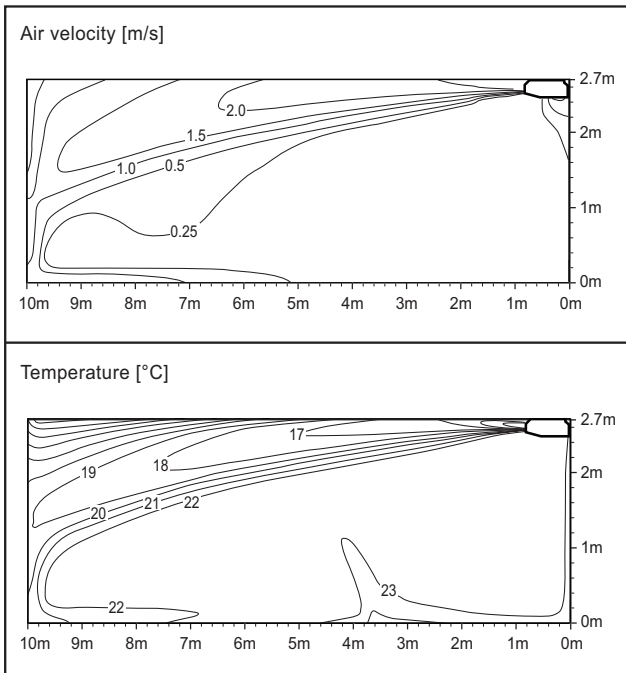 Air velocity [m/s]
2.7m
2.0
2m
1.5
1.0 0.5
1m
0.25
0m
10m 9m 8m 7m 6m 5m 4m 3m 2m 1m 0m
Temperature [°C]
2.7m
17
18
19 2m
20 21 22
1m
23
22
0m
10m 9m 8m 7m 6m 5m 4m 3m 2m 1m 0m